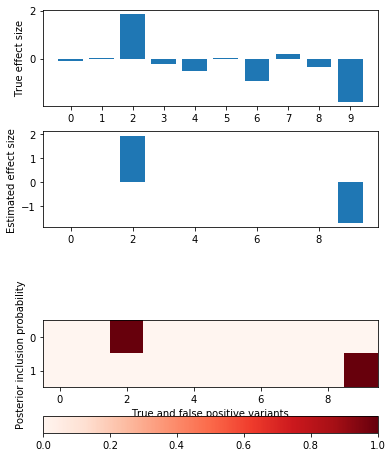 True effect size
2
0
0 1 2 3 4 5 6 7 8 9
Estimated effect size
2
1
0
−1
0 2 4 6 8
Posterior inclusion probability
0
1
0 2 4 6 8
True and false positive variants
0.0 0.2 0.4 0.6 0.8 1.0